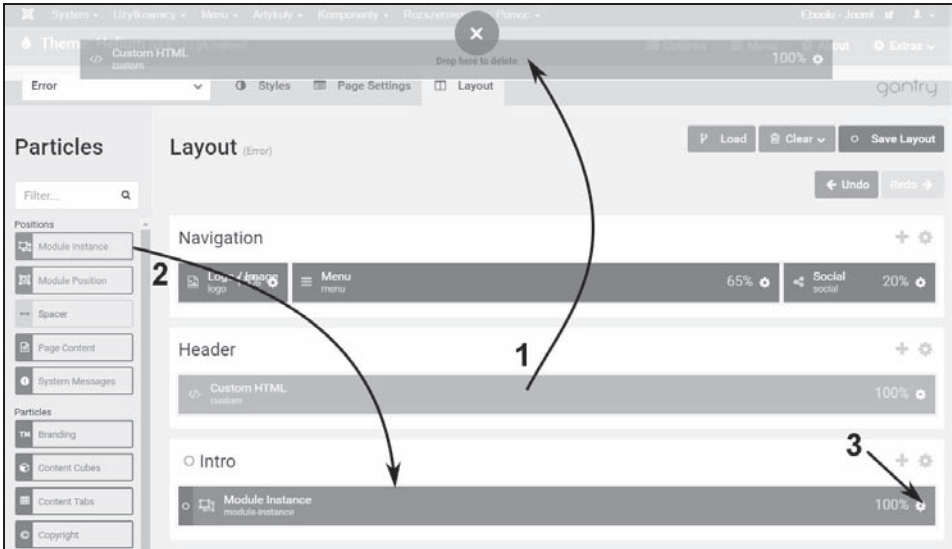 System Użytkownicy Menu Artykuły Komponenty Pomoc
Custom HTML
custom
Drop here to delete
100%
Extras
Error
Styles Page Settings Layout
gantry
Particles
Layout (Error)
Load Clear Save Layout
Undo Redo
Filter...
Positions
Module Instance
Module Position
Spacer
Page Content
System Messages
Particles
TM Branding
Content Cubes
Content Tabs
Copyright
Navigation
Logo / Image
logo
Menu
menu
65%
Social
social
20%
Header
Custom HTML
custom
100%
Intro
Module Instance
module-instance
100%
1
2
3